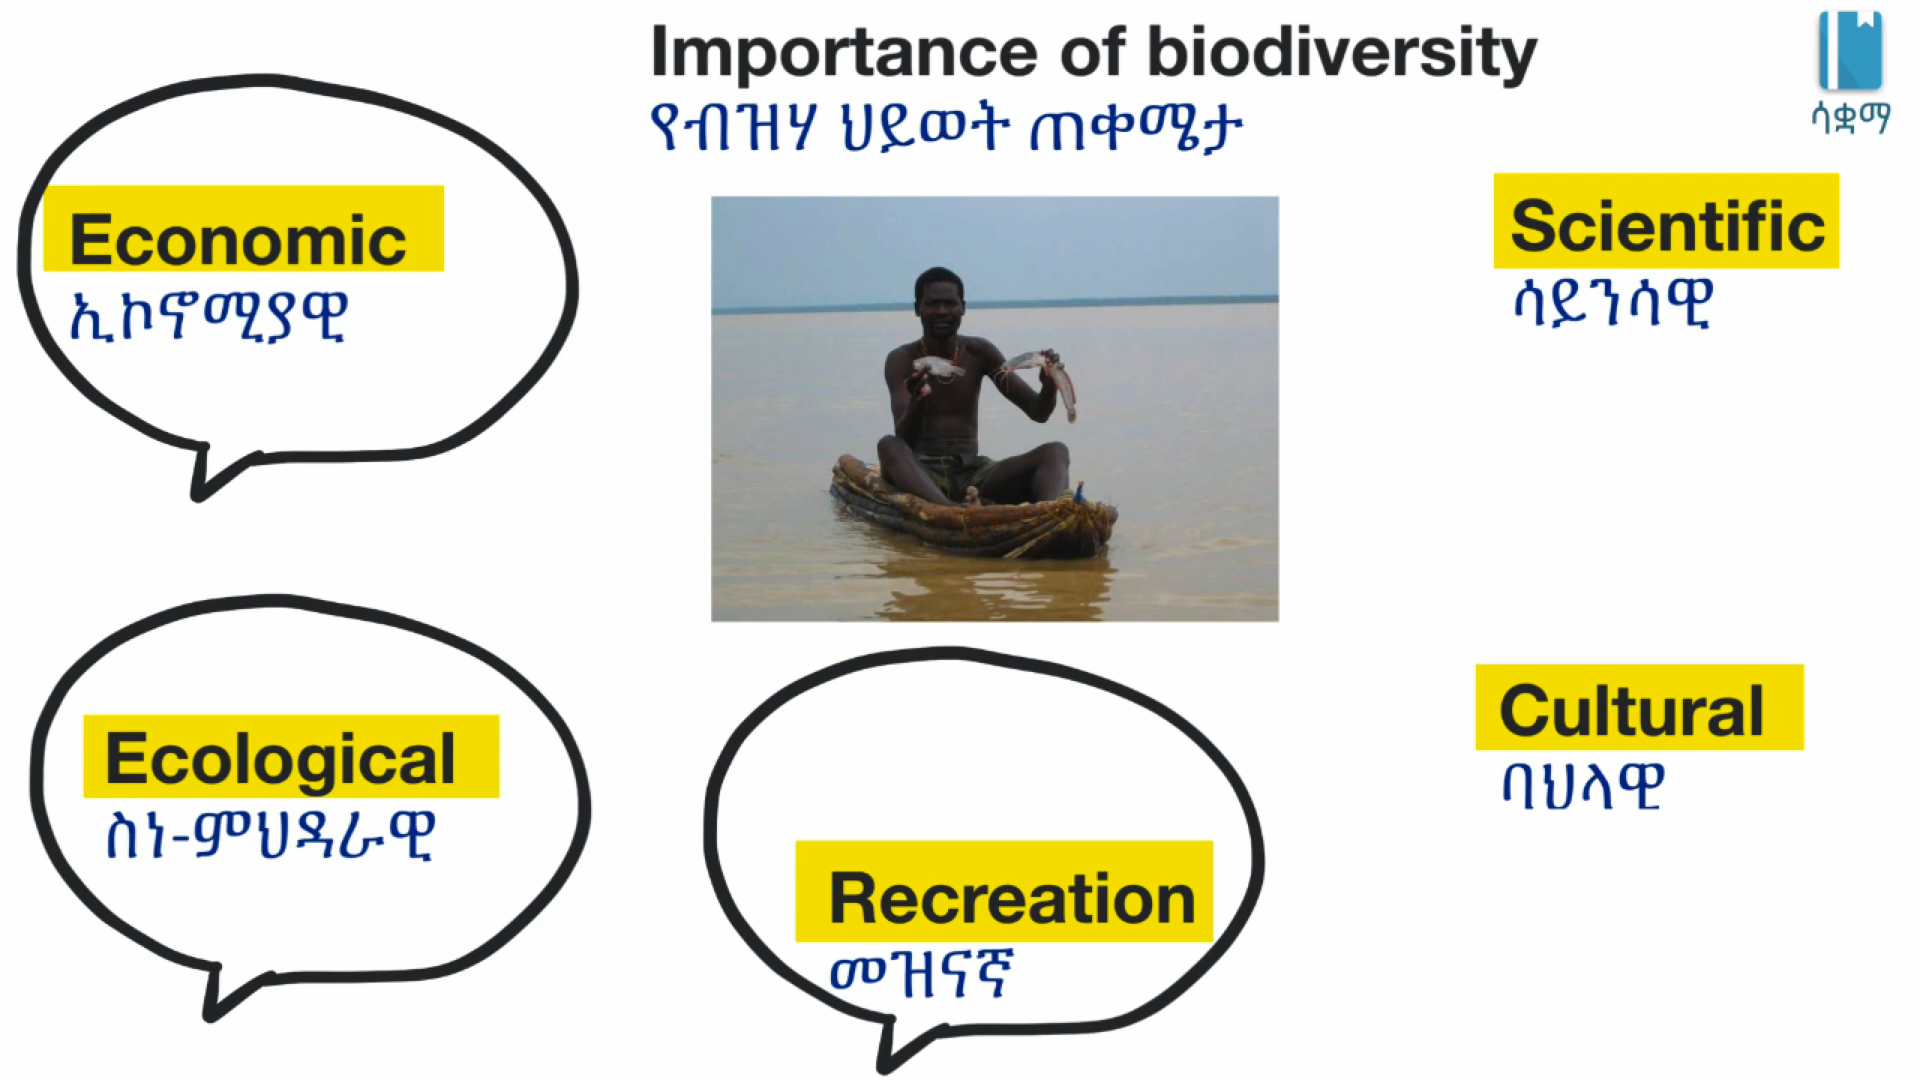 Importance of biodiversity
የብዝሃ ህይወት ጠቀሜታ
ሳቋማ
Economic
ኢኮኖሚያዊ
Scientific
ሳይንሳዊ
Ecological
ስነ-ምህዳራዊ
Recreation
መዝናኛ
Cultural
ባህላዊ